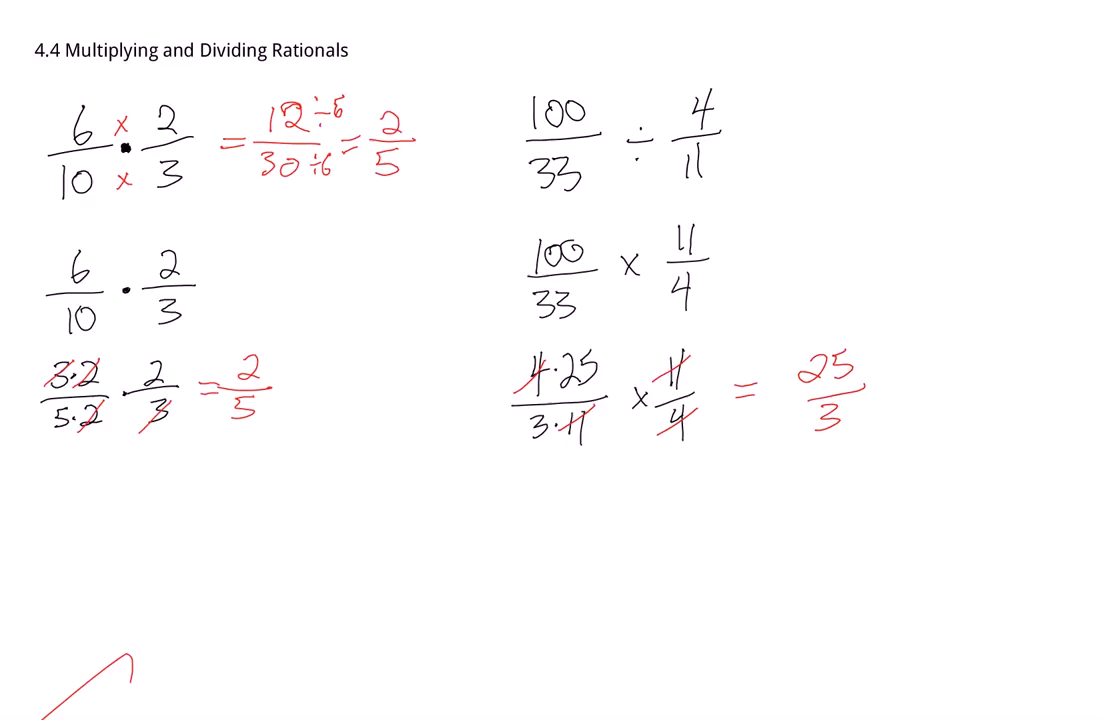 4.4 Multiplying and Dividing Rationals
6/10 × • × 2/3 = 12÷6/30÷6 = 2/5
100/33 ÷ 4/11
6/10 · 2/3
100/33 × 11/4
3·2/5·2 · 2/3 = 2/5
4·25/3·11 × 11/4 = 25/3